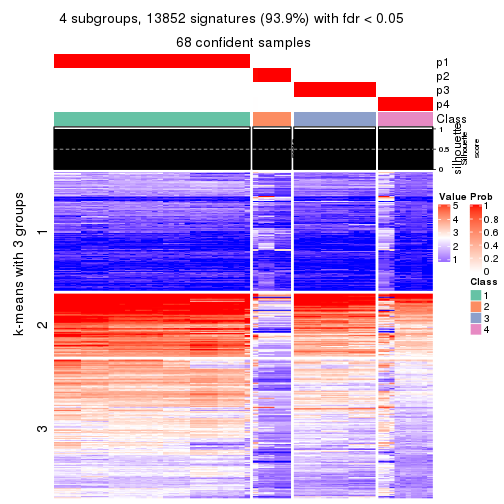 4 subgroups, 13852 signatures (93.9%) with fdr < 0.05
68 confident samples
p1
p2
p3
p4
Class
1
0.5
0
silhouette
Silhouette
score
k-means with 3 groups
1
2
3
Value
5
4
3
2
1
Prob
1
0.8
0.6
0.4
0.2
0
Class
1
2
3
4